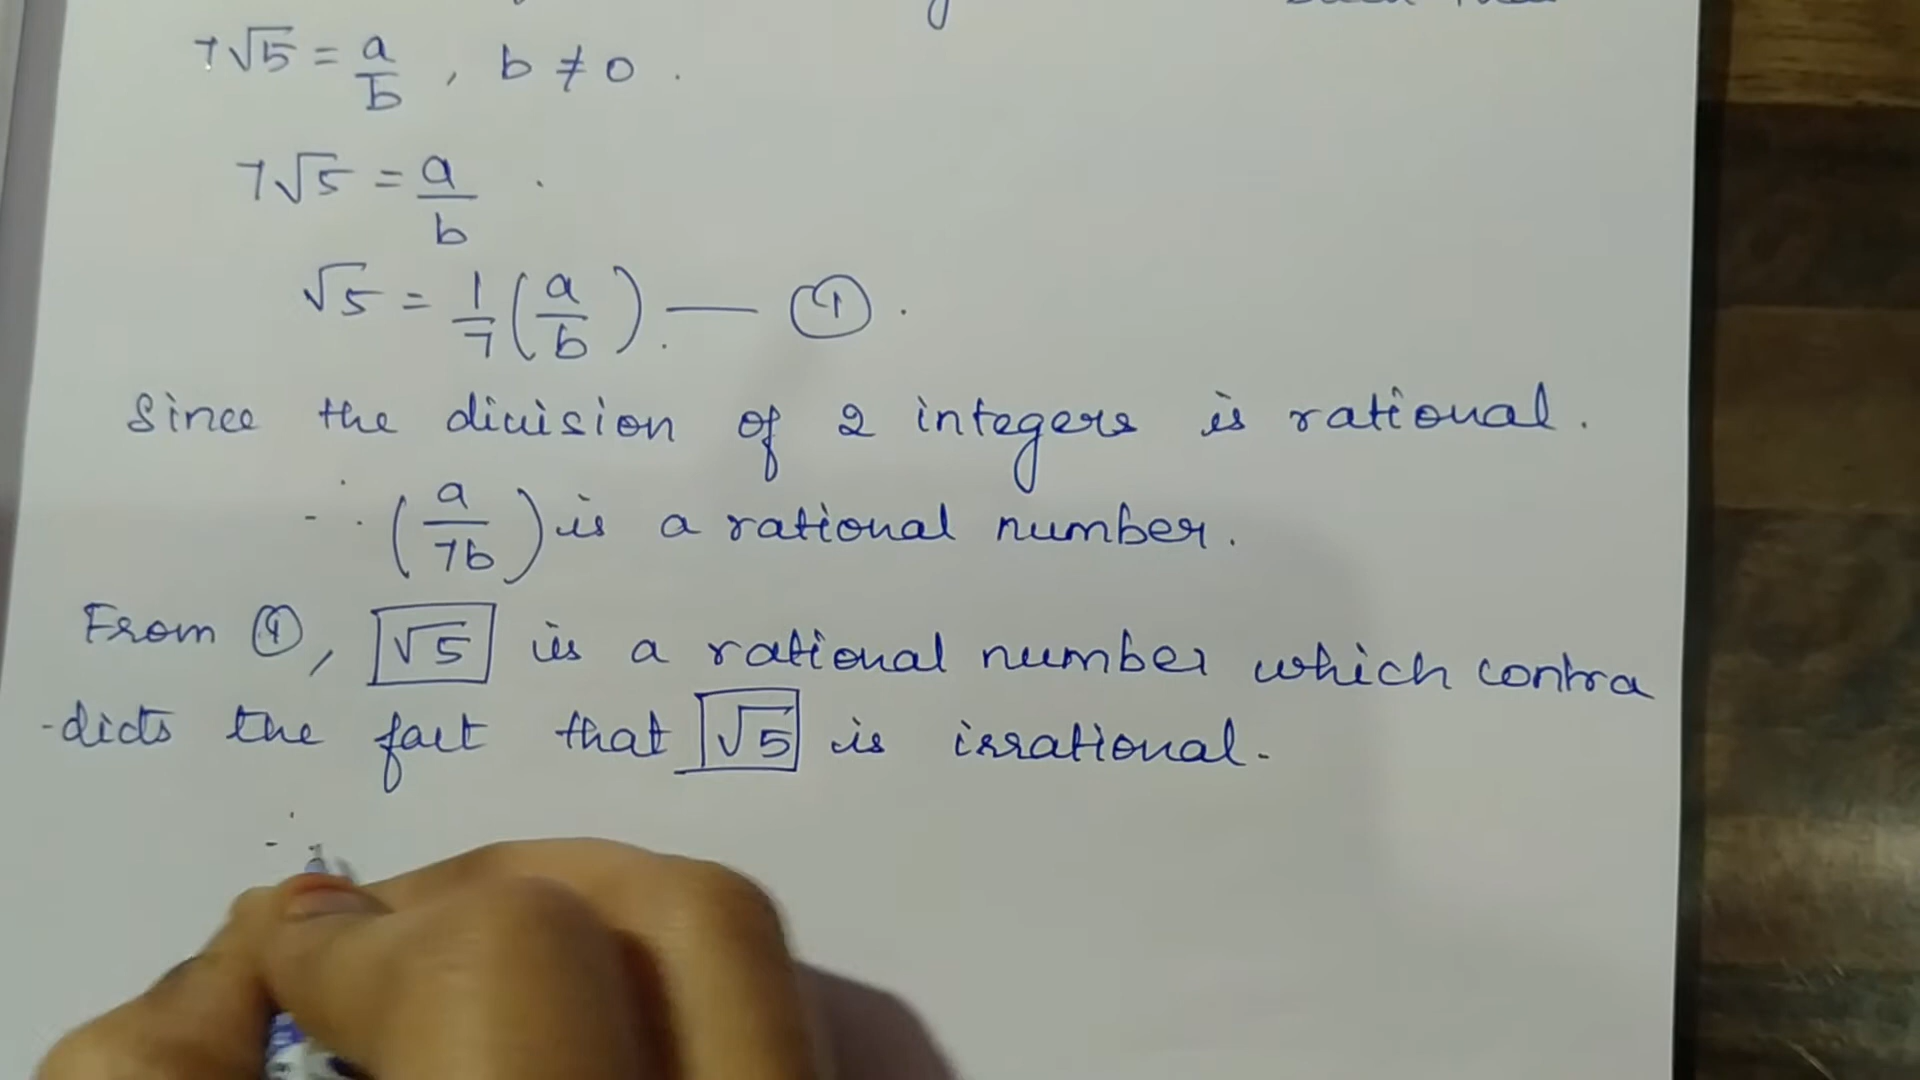 7√5 = a/b , b ≠ 0 .
7√5 = a/b .
√5 = 1/7 (a/b) . — ① .
Since the division of 2 integers is rational .
∴ (a/7b) is a rational number .
From ①, √5 is a rational number which contra
-dicts the fact that √5 is irrational .
∴